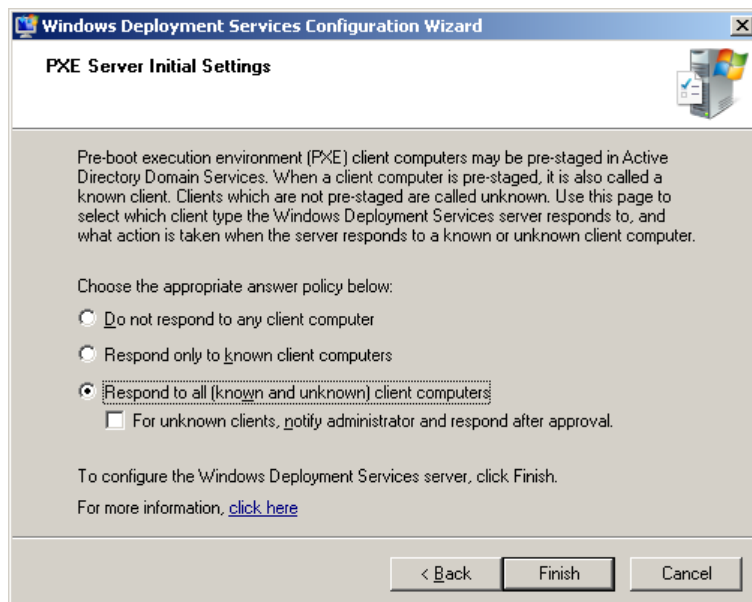 Windows Deployment Services Configuration Wizard
PXE Server Initial Settings
Pre-boot execution environment (PXE) client computers may be pre-staged in Active
Directory Domain Services. When a client computer is pre-staged, it is also called a
known client. Clients which are not pre-staged are called unknown. Use this page to
select which client type the Windows Deployment Services server responds to, and
what action is taken when the server responds to a known or unknown client computer.
Choose the appropriate answer policy below:
Do not respond to any client computer
Respond only to known client computers
Respond to all (known and unknown) client computers
For unknown clients, notify administrator and respond after approval.
To configure the Windows Deployment Services server, click Finish.
For more information, click here
< Back Finish Cancel